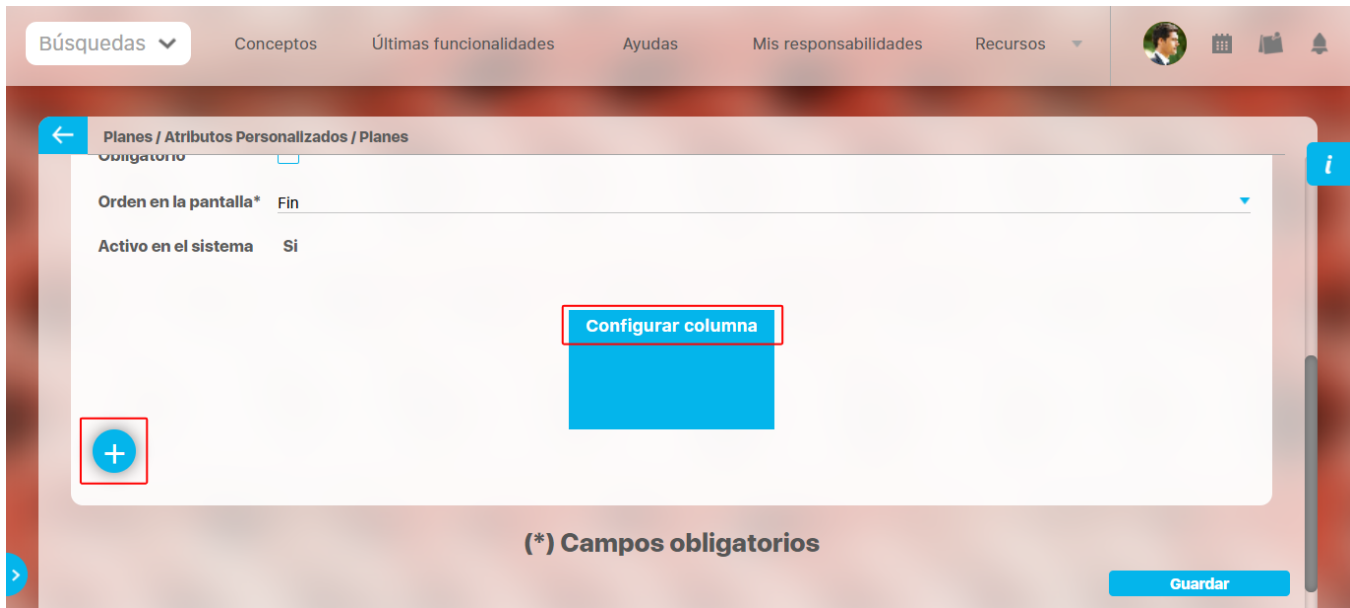 Búsquedas Conceptos Últimas funcionalidades Ayudas Mis responsabilidades Recursos
Planes / Atributos Personalizados / Planes
Obligatorio
i
Orden en la pantalla* Fin
Activo en el sistema Si
Configurar columna
(*) Campos obligatorios
Guardar